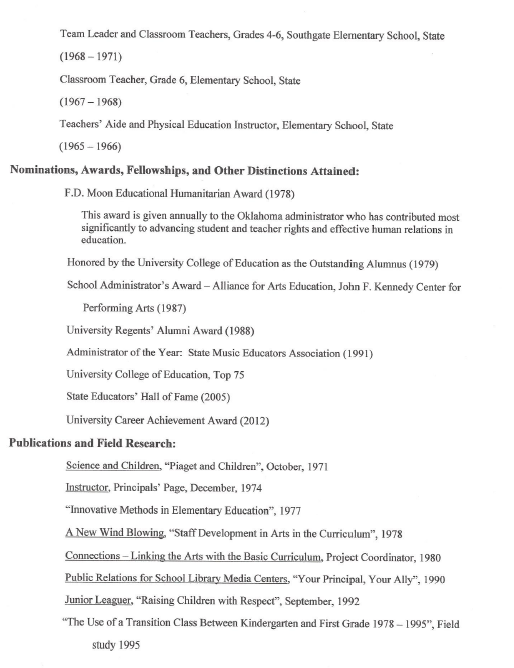 Team Leader and Classroom Teachers, Grades 4-6, Southgate Elementary School, State
(1968 – 1971)
Classroom Teacher, Grade 6, Elementary School, State
(1967 – 1968)
Teachers' Aide and Physical Education Instructor, Elementary School, State
(1965 – 1966)
Nominations, Awards, Fellowships, and Other Distinctions Attained:
F.D. Moon Educational Humanitarian Award (1978)
This award is given annually to the Oklahoma administrator who has contributed most
significantly to advancing student and teacher rights and effective human relations in
education.
Honored by the University College of Education as the Outstanding Alumnus (1979)
School Administrator's Award – Alliance for Arts Education, John F. Kennedy Center for
Performing Arts (1987)
University Regents' Alumni Award (1988)
Administrator of the Year: State Music Educators Association (1991)
University College of Education, Top 75
State Educators' Hall of Fame (2005)
University Career Achievement Award (2012)
Publications and Field Research:
Science and Children, "Piaget and Children", October, 1971
Instructor, Principals' Page, December, 1974
"Innovative Methods in Elementary Education", 1977
A New Wind Blowing, "Staff Development in Arts in the Curriculum", 1978
Connections – Linking the Arts with the Basic Curriculum, Project Coordinator, 1980
Public Relations for School Library Media Centers, "Your Principal, Your Ally", 1990
Junior Leaguer, "Raising Children with Respect", September, 1992
"The Use of a Transition Class Between Kindergarten and First Grade 1978 – 1995", Field
study 1995